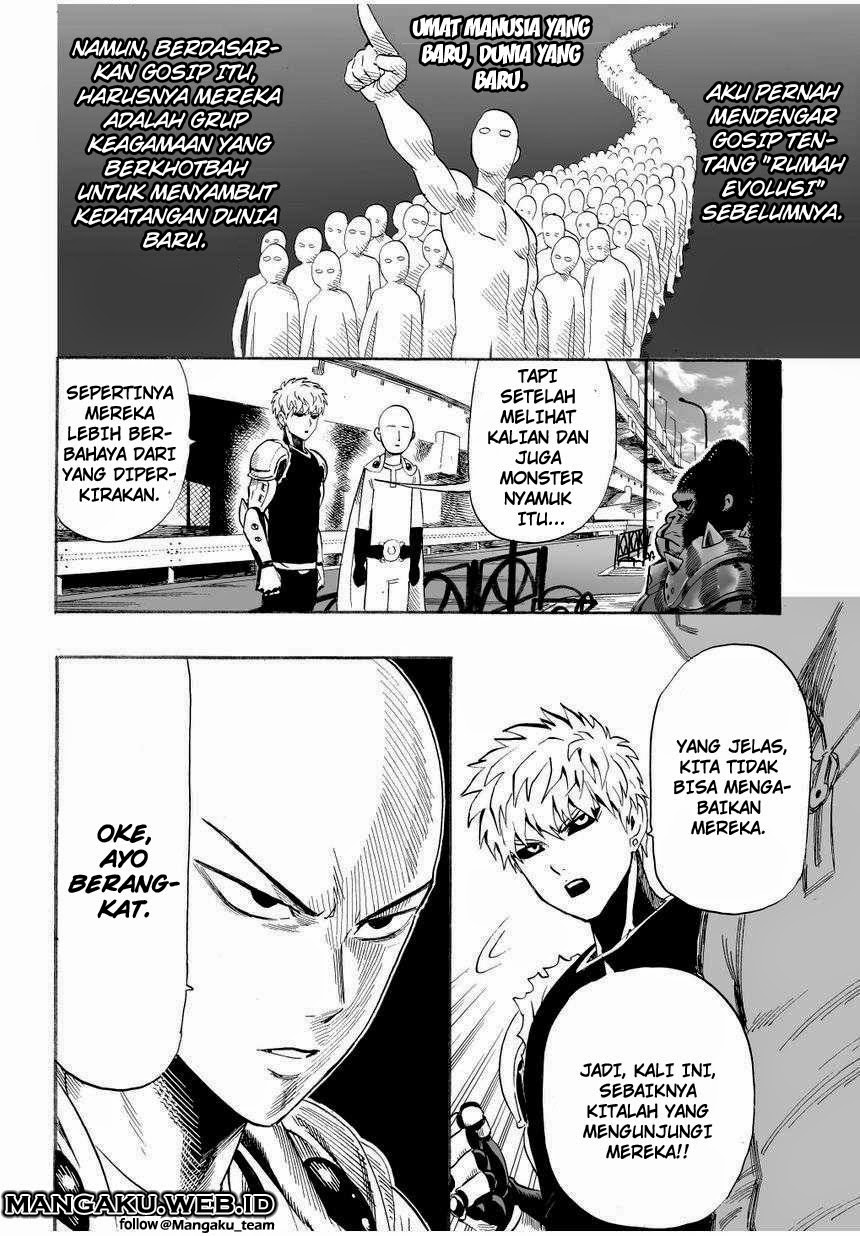 AKU PERNAH
MENDENGAR
GOSIP TEN-
TANG "RUMAH
EVOLUSI"
SEBELUMNYA.
UMAT MANUSIA YANG
BARU, DUNIA YANG
BARU.
NAMUN, BERDASAR-
KAN GOSIP ITU,
HARUSNYA MEREKA
ADALAH GRUP
KEAGAMAAN YANG
BERKHOTBAH
UNTUK MENYAMBUT
KEDATANGAN DUNIA
BARU.
TAPI
SETELAH
MELIHAT
KALIAN DAN
JUGA
MONSTER
NYAMUK
ITU...
SEPERTINYA
MEREKA
LEBIH BER-
BAHAYA DARI
YANG DIPER-
KIRAKAN.
YANG JELAS,
KITA TIDAK
BISA MENGA-
BAIKAN
MEREKA.
JADI, KALI INI,
SEBAIKNYA
KITALAH YANG
MENGUNJUNGI
MEREKA!!
OKE,
AYO
BERANG-
KAT.
MANGAKU.WEB.ID
follow @Mangaku_team